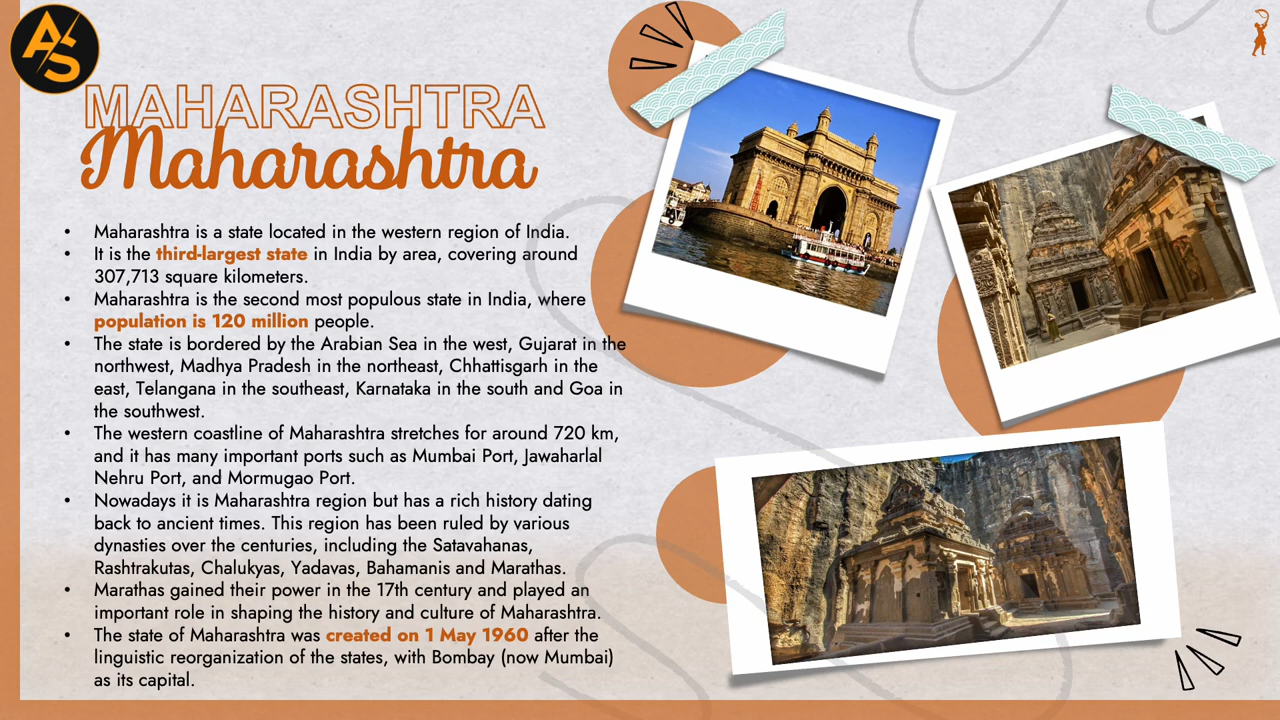 AS
MAHARASHTRA
Maharashtra
• Maharashtra is a state located in the western region of India.
• It is the third-largest state in India by area, covering around
307,713 square kilometers.
• Maharashtra is the second most populous state in India, where
population is 120 million people.
• The state is bordered by the Arabian Sea in the west, Gujarat in the
northwest, Madhya Pradesh in the northeast, Chhattisgarh in the
east, Telangana in the southeast, Karnataka in the south and Goa in
the southwest.
• The western coastline of Maharashtra stretches for around 720 km,
and it has many important ports such as Mumbai Port, Jawaharlal
Nehru Port, and Mormugao Port.
• Nowadays it is Maharashtra region but has a rich history dating
back to ancient times. This region has been ruled by various
dynasties over the centuries, including the Satavahanas,
Rashtrakutas, Chalukyas, Yadavas, Bahamanis and Marathas.
• Marathas gained their power in the 17th century and played an
important role in shaping the history and culture of Maharashtra.
• The state of Maharashtra was created on 1 May 1960 after the
linguistic reorganization of the states, with Bombay (now Mumbai)
as its capital.